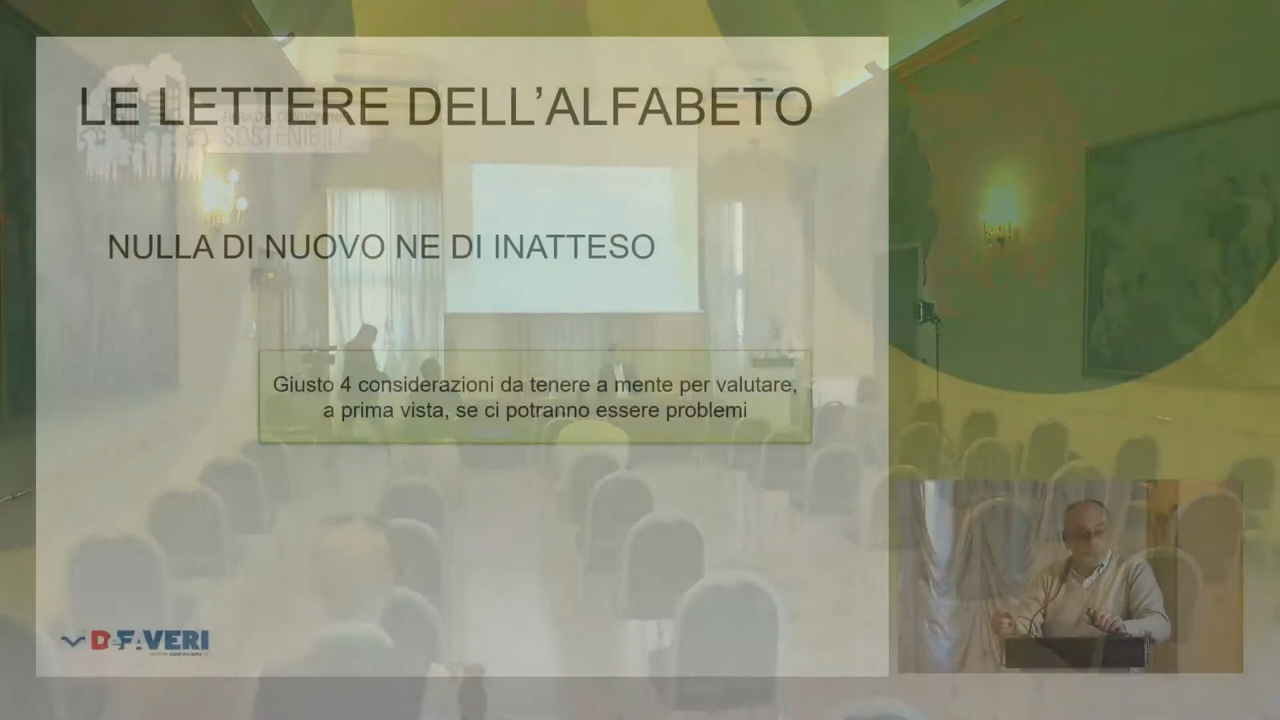 LE LETTERE DELL'ALFABETO
SOSTENIBILI
NULLA DI NUOVO NE DI INATTESO
Giusto 4 considerazioni da tenere a mente per valutare,
a prima vista, se ci potranno essere problemi
DeFAVERI